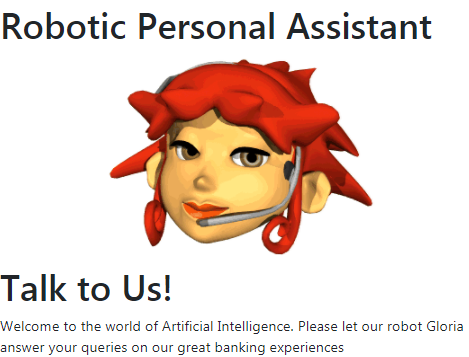 Robotic Personal Assistant
Talk to Us!
Welcome to the world of Artificial Intelligence. Please let our robot Gloria
answer your queries on our great banking experiences